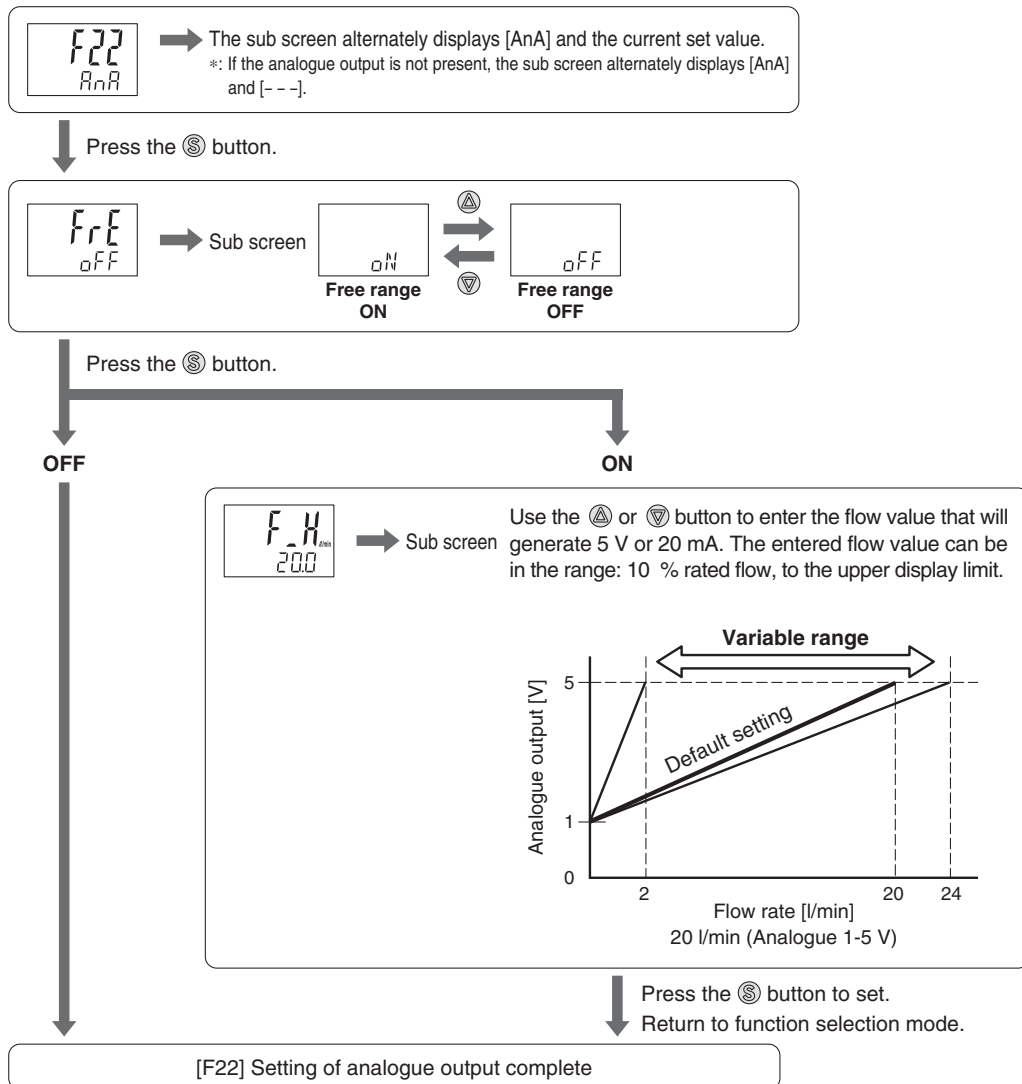 F22
AnA
The sub screen alternately displays [AnA] and the current set value.
*: If the analogue output is not present, the sub screen alternately displays [AnA]
and [– – –].
Press the Ⓢ button.
FrE
oFF
Sub screen
oN
oFF
Free range
ON
Free range
OFF
Press the Ⓢ button.
OFF
ON
F_H l/min
20.0
Sub screen
Use the △ or ▽ button to enter the flow value that will
generate 5 V or 20 mA. The entered flow value can be
in the range: 10 % rated flow, to the upper display limit.
Variable range
Analogue output [V]
5
1
0
Default setting
2
20
24
Flow rate [l/min]
20 l/min (Analogue 1-5 V)
Press the Ⓢ button to set.
Return to function selection mode.
[F22] Setting of analogue output complete